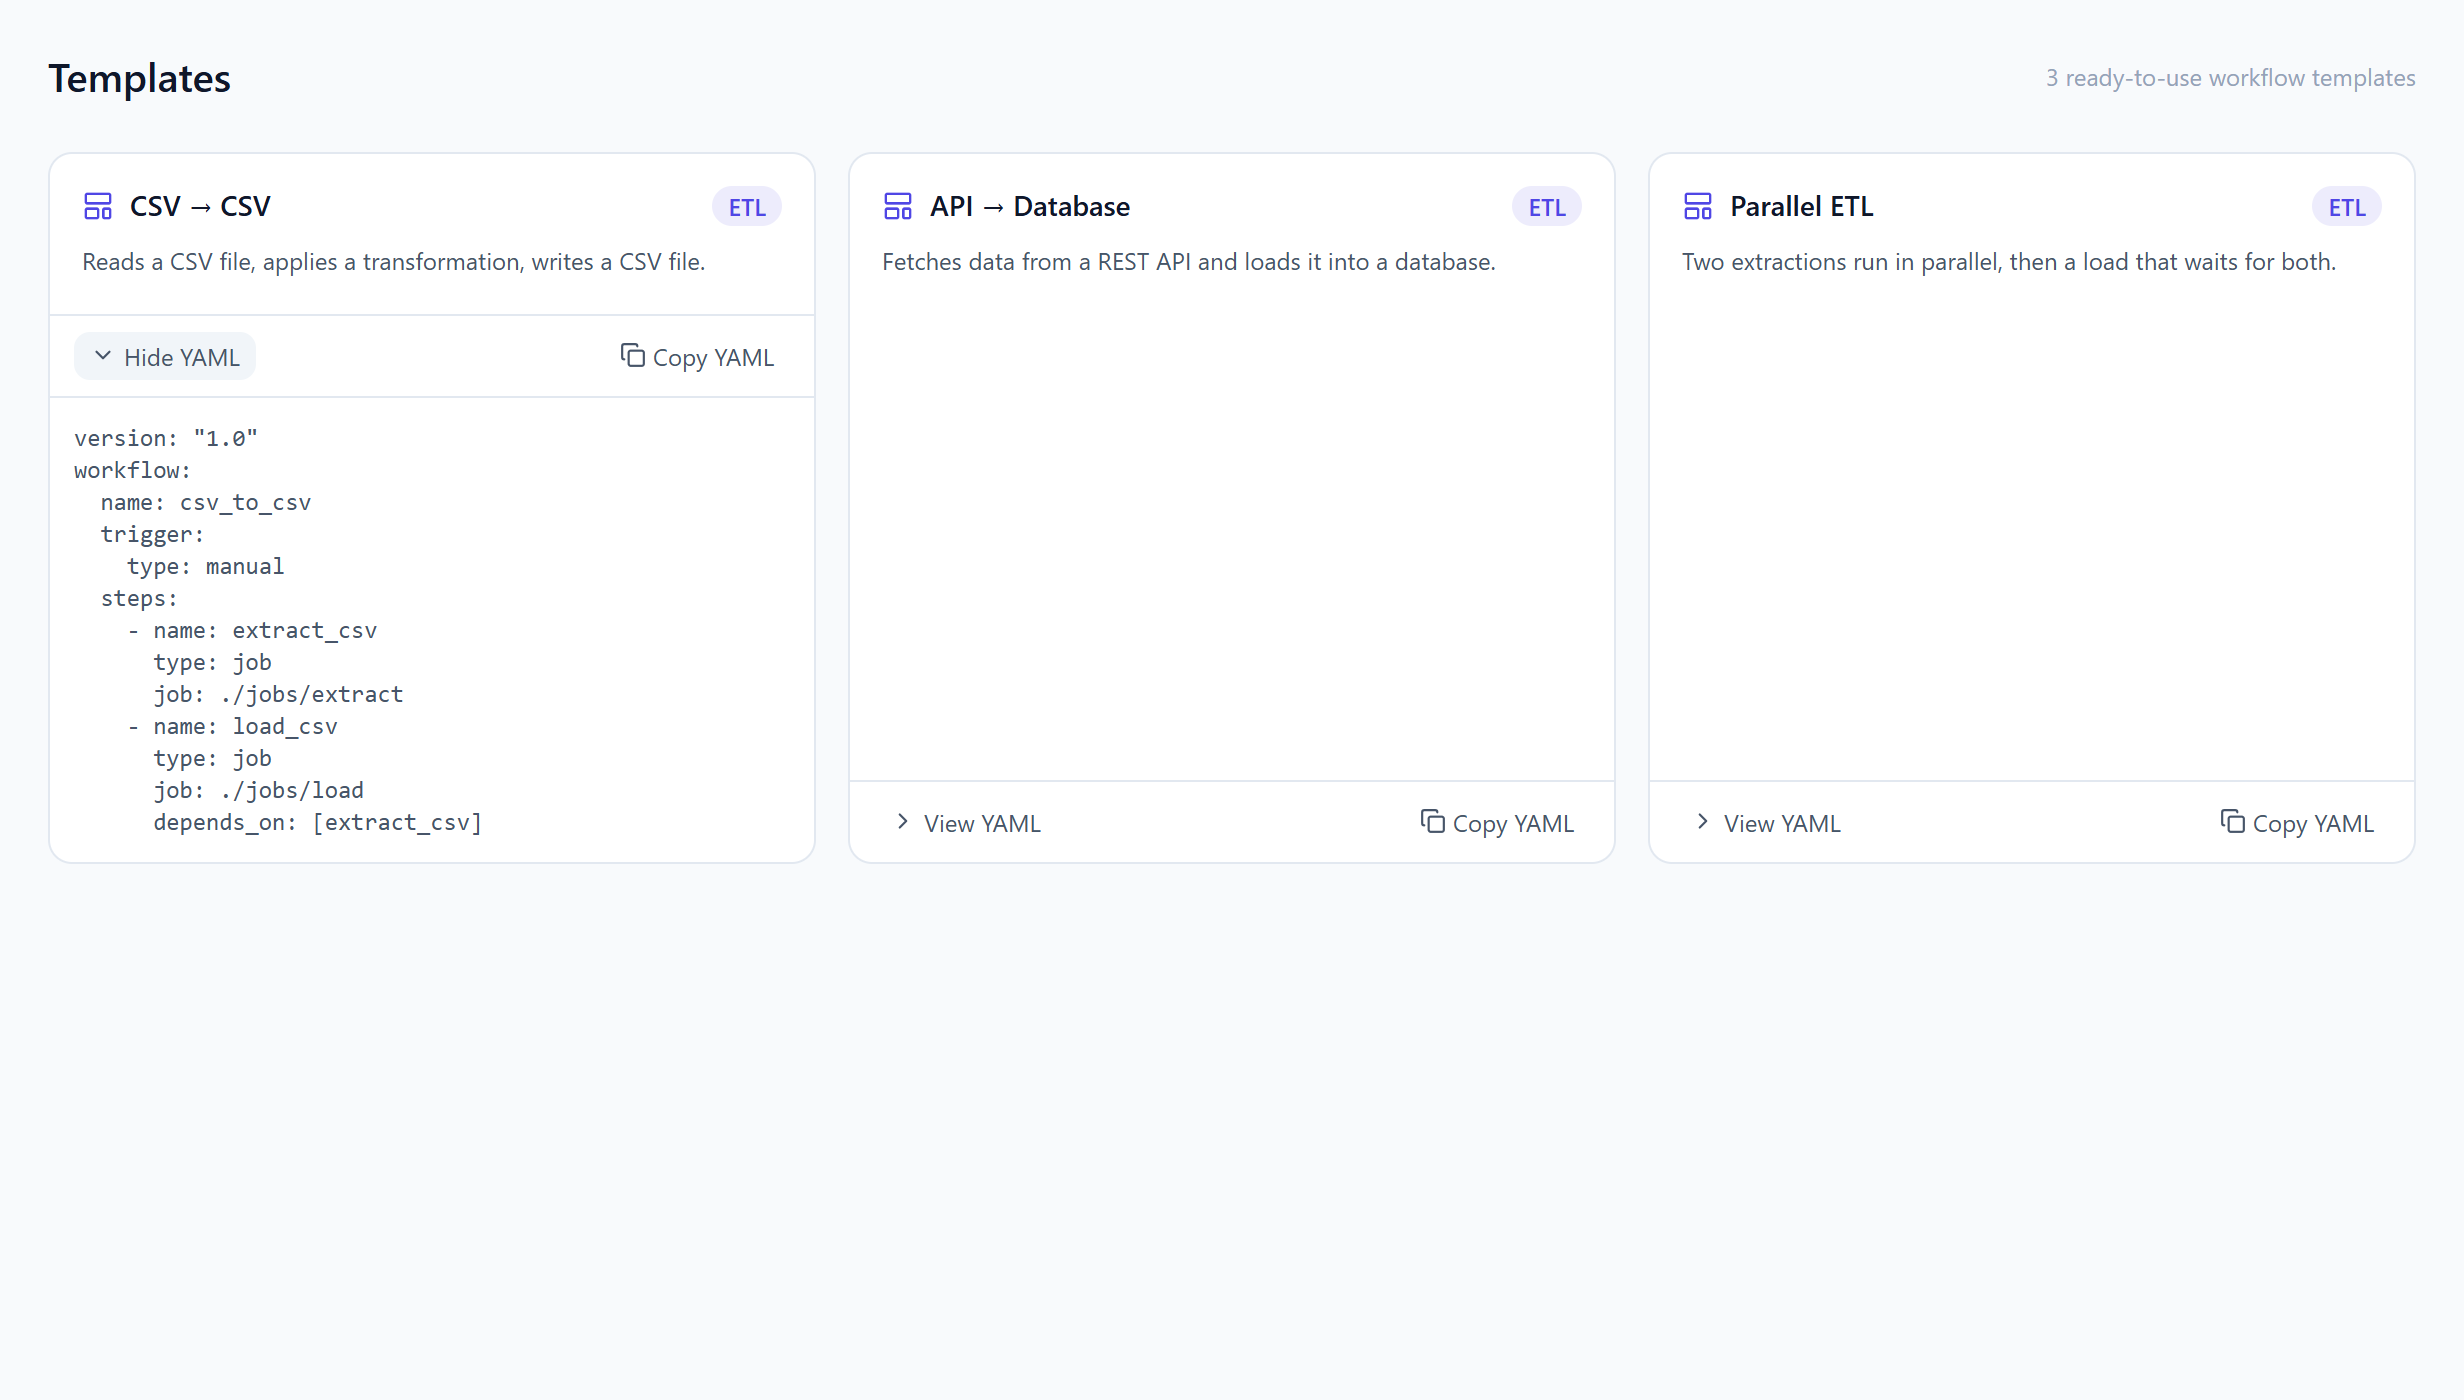 Templates
3 ready-to-use workflow templates
CSV → CSV
ETL
Reads a CSV file, applies a transformation, writes a CSV file.
Hide YAML
Copy YAML
version: "1.0"
workflow:
  name: csv_to_csv
  trigger:
    type: manual
  steps:
    - name: extract_csv
      type: job
      job: ./jobs/extract
    - name: load_csv
      type: job
      job: ./jobs/load
      depends_on: [extract_csv]
API → Database
ETL
Fetches data from a REST API and loads it into a database.
View YAML
Copy YAML
Parallel ETL
ETL
Two extractions run in parallel, then a load that waits for both.
View YAML
Copy YAML